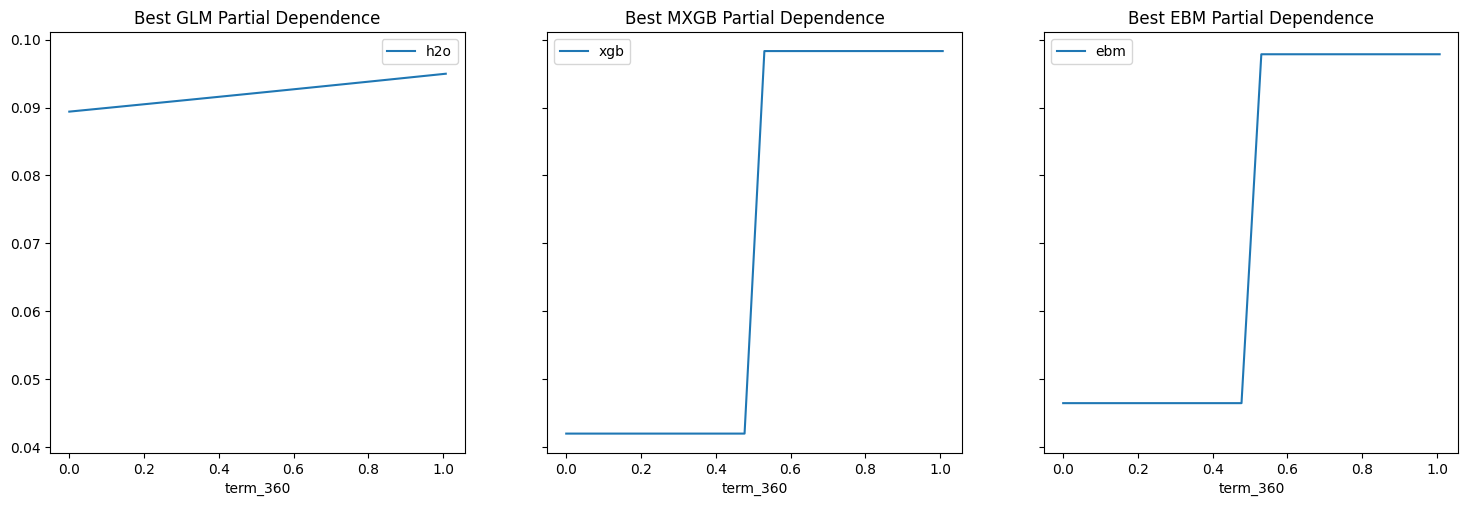 Best GLM Partial Dependence
h2o
0.10
0.09
0.08
0.07
0.06
0.05
0.04
0.0 0.2 0.4 0.6 0.8 1.0
term_360
Best MXGB Partial Dependence
xgb
0.0 0.2 0.4 0.6 0.8 1.0
term_360
Best EBM Partial Dependence
ebm
0.0 0.2 0.4 0.6 0.8 1.0
term_360